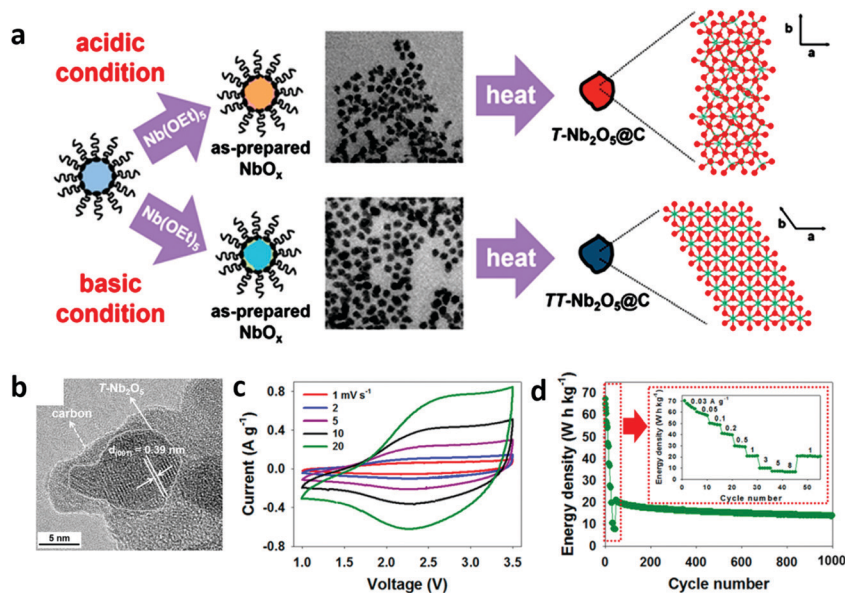 a
acidic
condition
Nb(OEt)5
as-prepared
NbOx
heat
T-Nb2O5@C
b
a
basic
condition
Nb(OEt)5
as-prepared
NbOx
heat
TT-Nb2O5@C
b
a
b
T-Nb2O5
carbon
d(001) = 0.39 nm
5 nm
c
Current (A g-1)
0.8
0.4
0.0
-0.4
-0.8
1 mV s-1
2
5
10
20
1.0 1.5 2.0 2.5 3.0 3.5
Voltage (V)
d
Energy density (W h kg-1)
70
60
50
40
30
20
10
0
0 200 400 600 800 1000
Cycle number
Energy density (W h kg-1)
80
70
60
50
40
30
20
10
0
0.03 A g-1
0.05
0.1
0.2
0.5
1
3 5 8
1
0 10 20 30 40 50
Cycle number